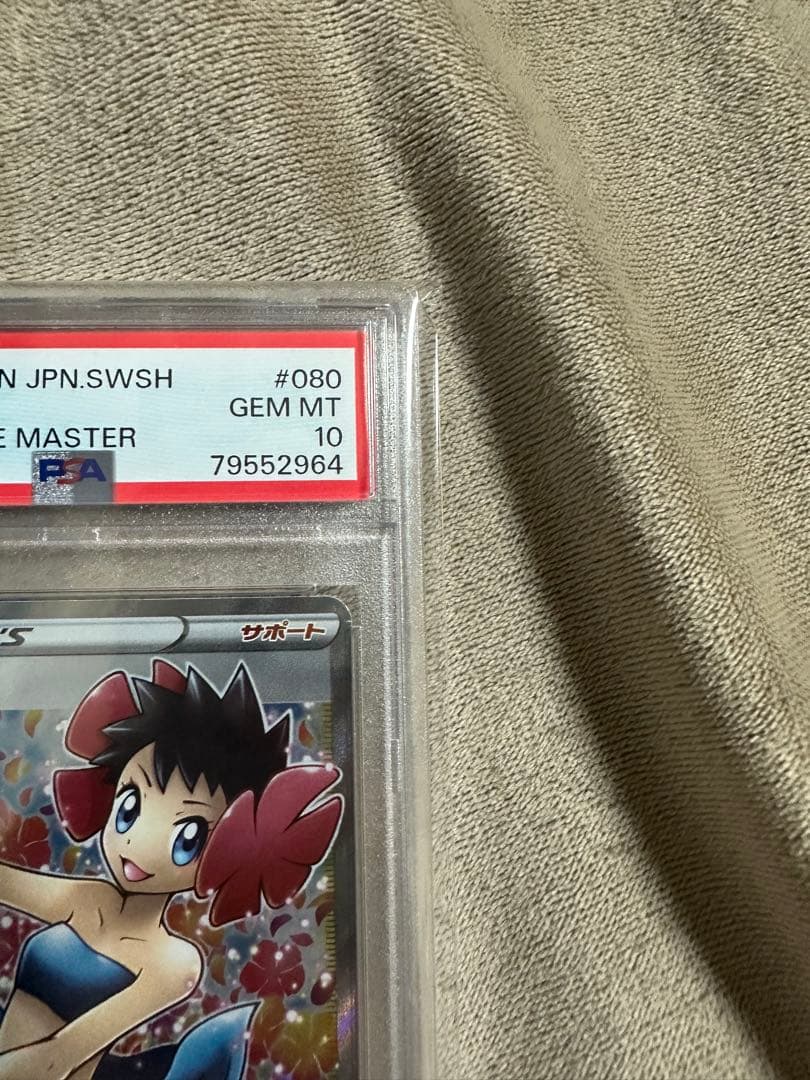 N JPN.SWSH #080
GEM MT
E MASTER 10
PSA 79552964
'S サポート